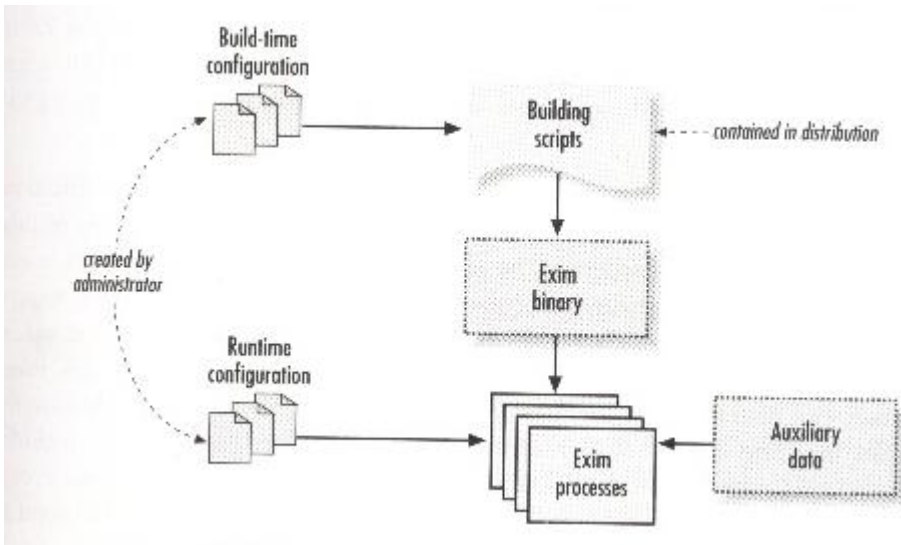 Build-time
configuration
Building
scripts
contained in distribution
Exim
binary
created by
administrator
Runtime
configuration
Exim
processes
Auxiliary
data